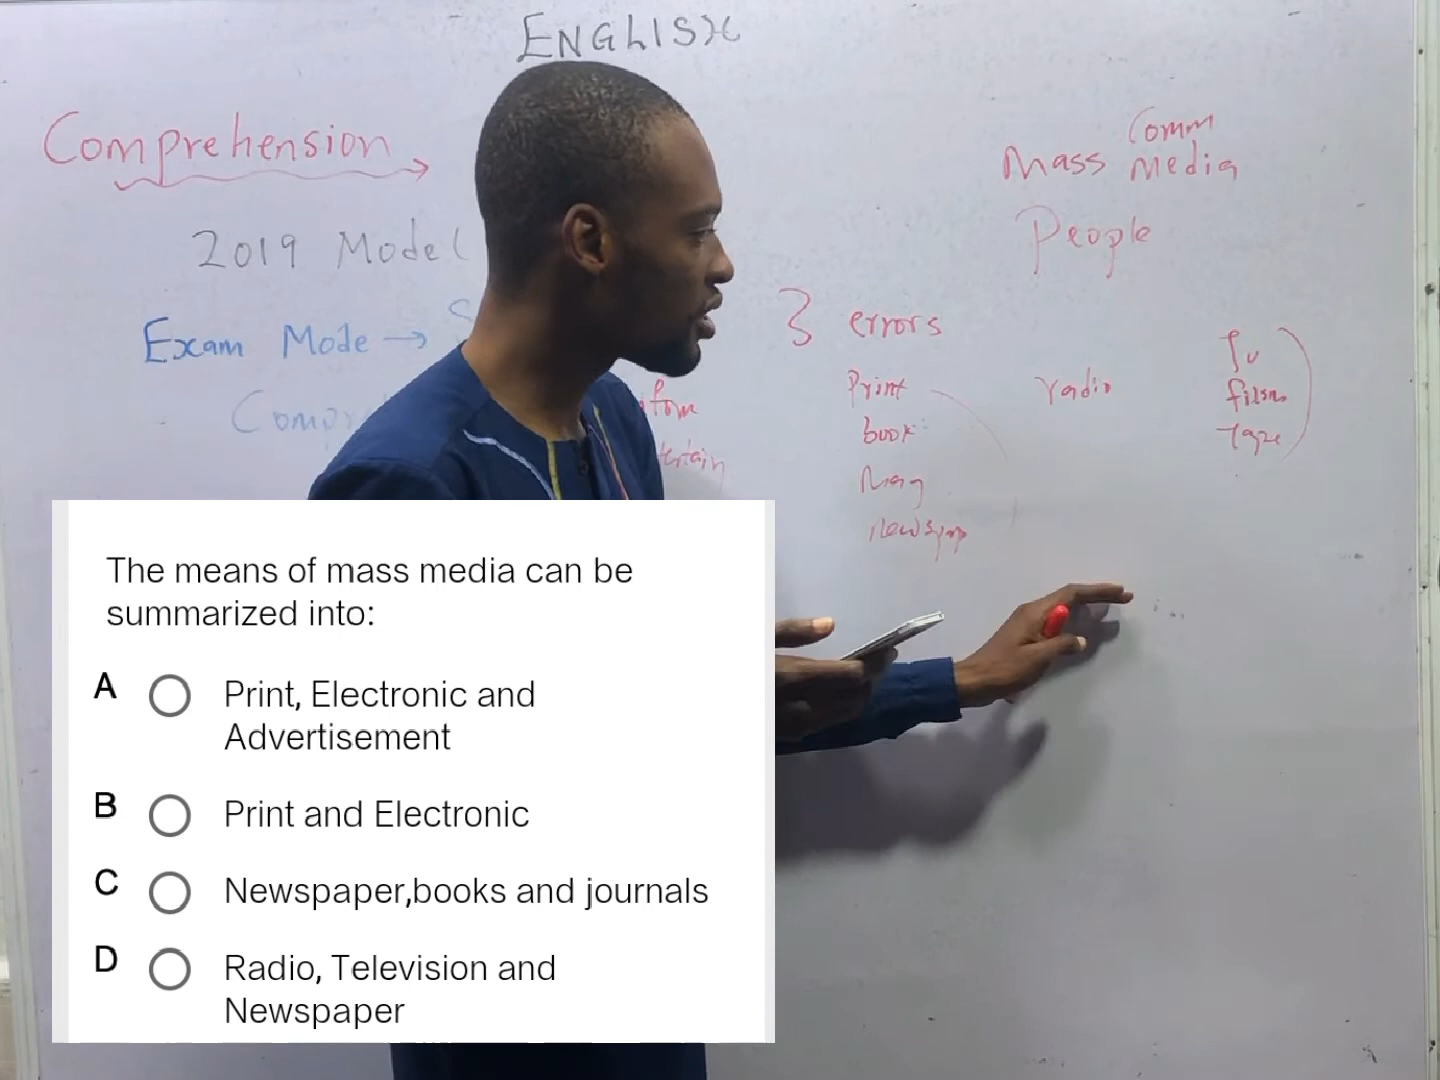 ENGLISH
Comprehension
Comm
Mass Media
People
2019 Model
3 errors
Exam Mode
Print
book
Mag
radio
Tv
films
Tape
The means of mass media can be
summarized into:
A Print, Electronic and
Advertisement
B Print and Electronic
C Newspaper,books and journals
D Radio, Television and
Newspaper